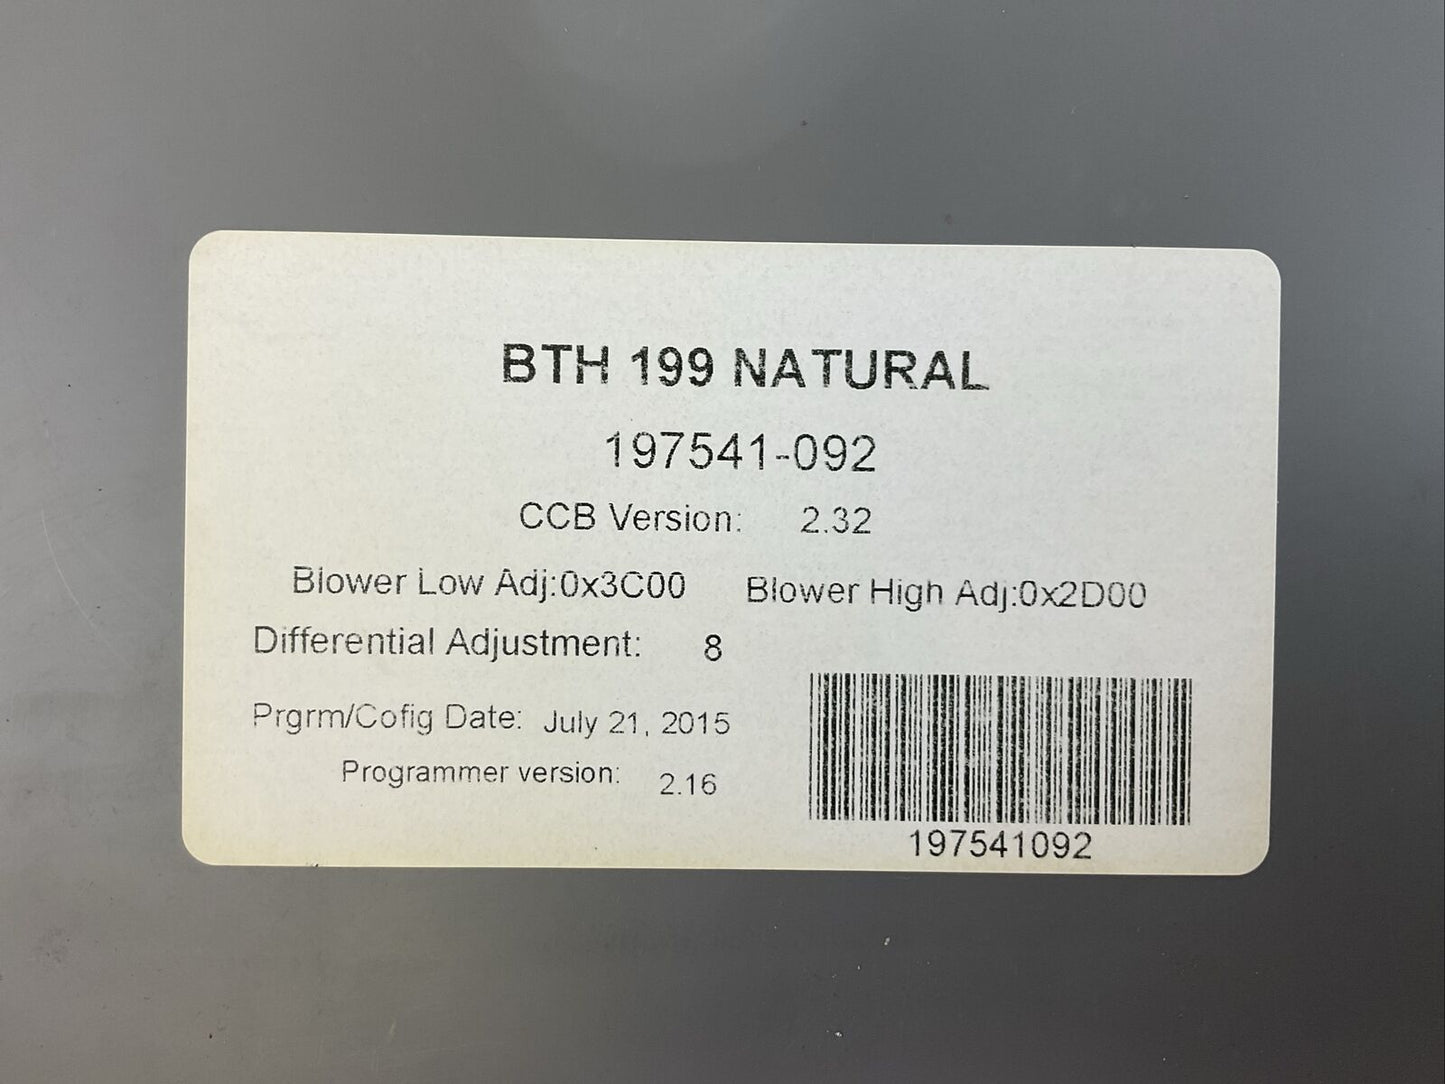 BTH 199 NATURAL
197541-092
CCB Version: 2.32
Blower Low Adj:0x3C00 Blower High Adj:0x2D00
Differential Adjustment: 8
Prgrm/Cofig Date: July 21, 2015
Programmer version: 2.16
197541092